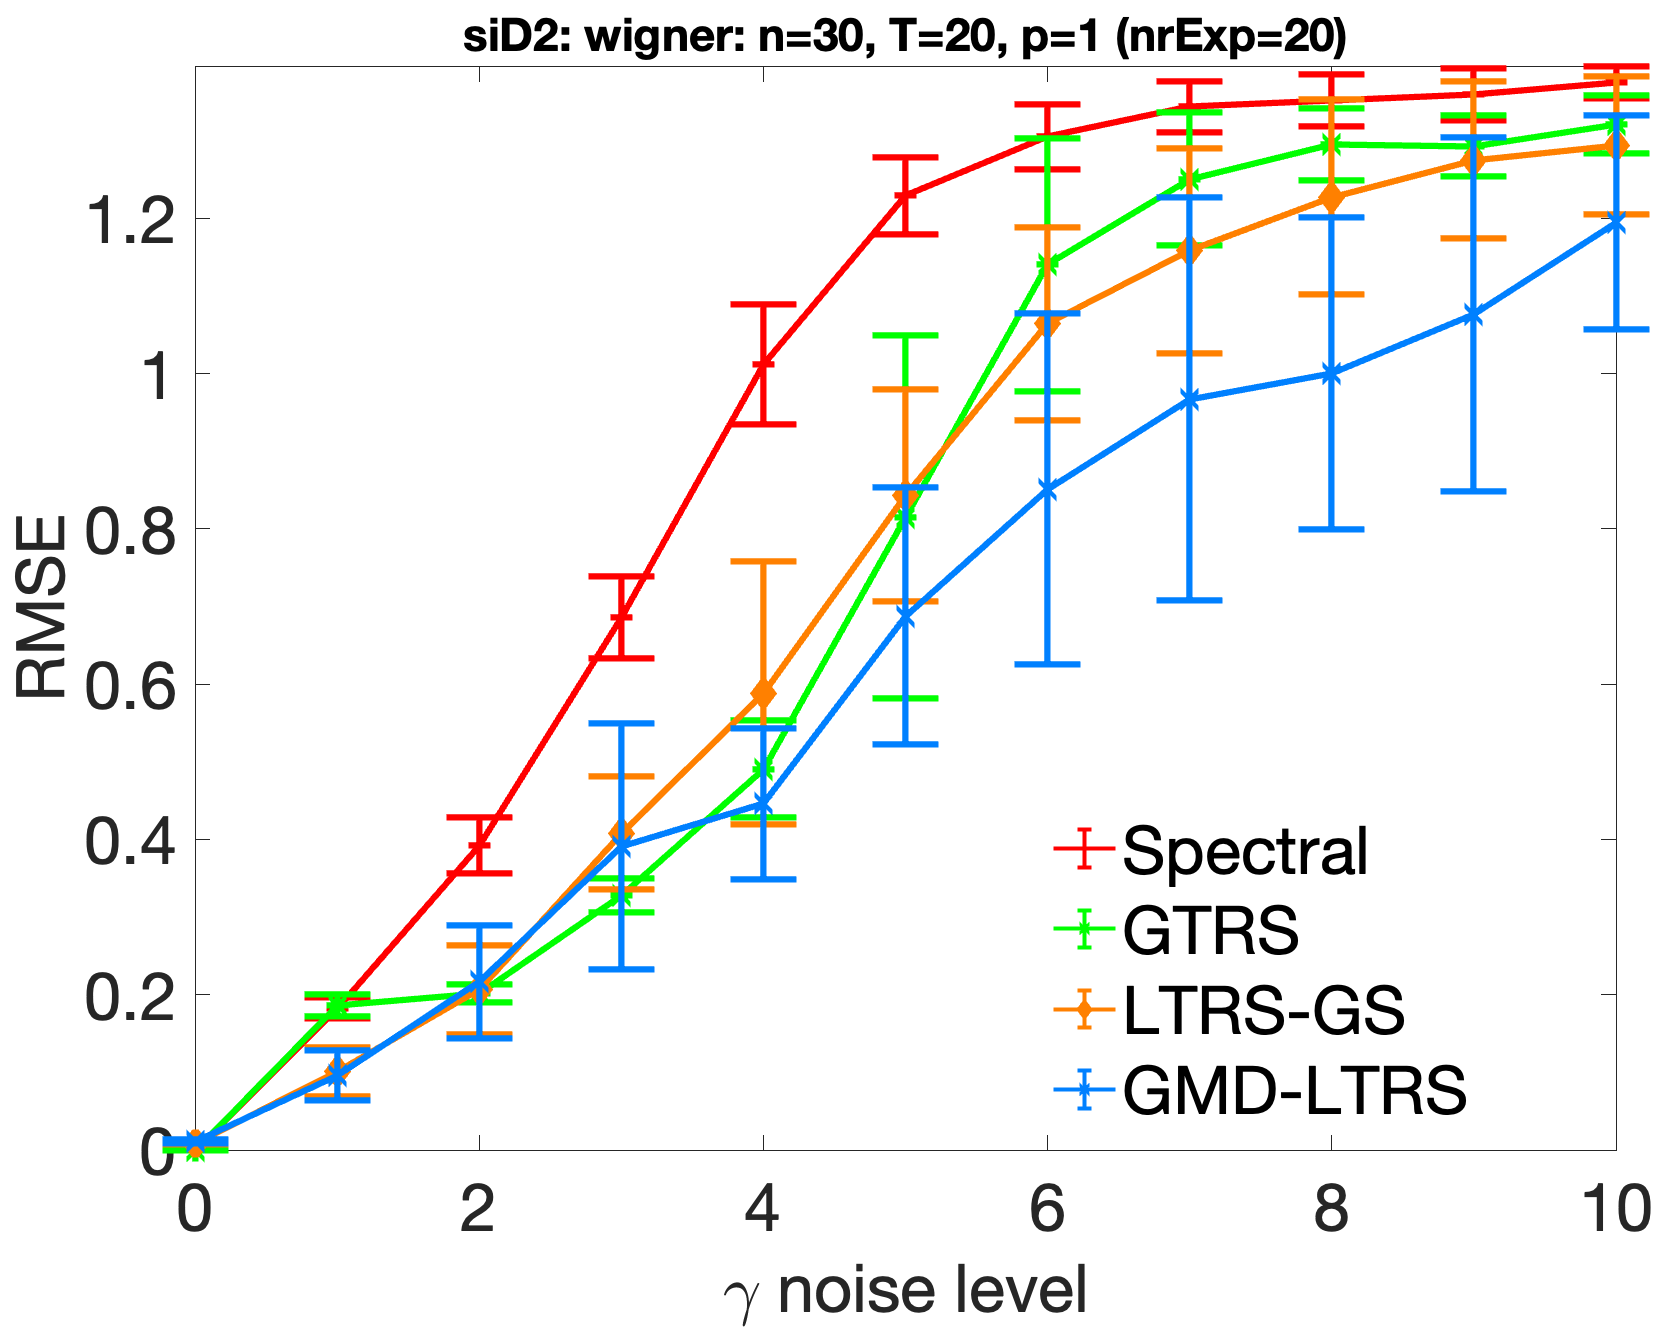 siD2: wigner: n=30, T=20, p=1 (nrExp=20)
RMSE
1.2
1
0.8
0.6
0.4
0.2
0
0 2 4 6 8 10
γ noise level
Spectral
GTRS
LTRS-GS
GMD-LTRS